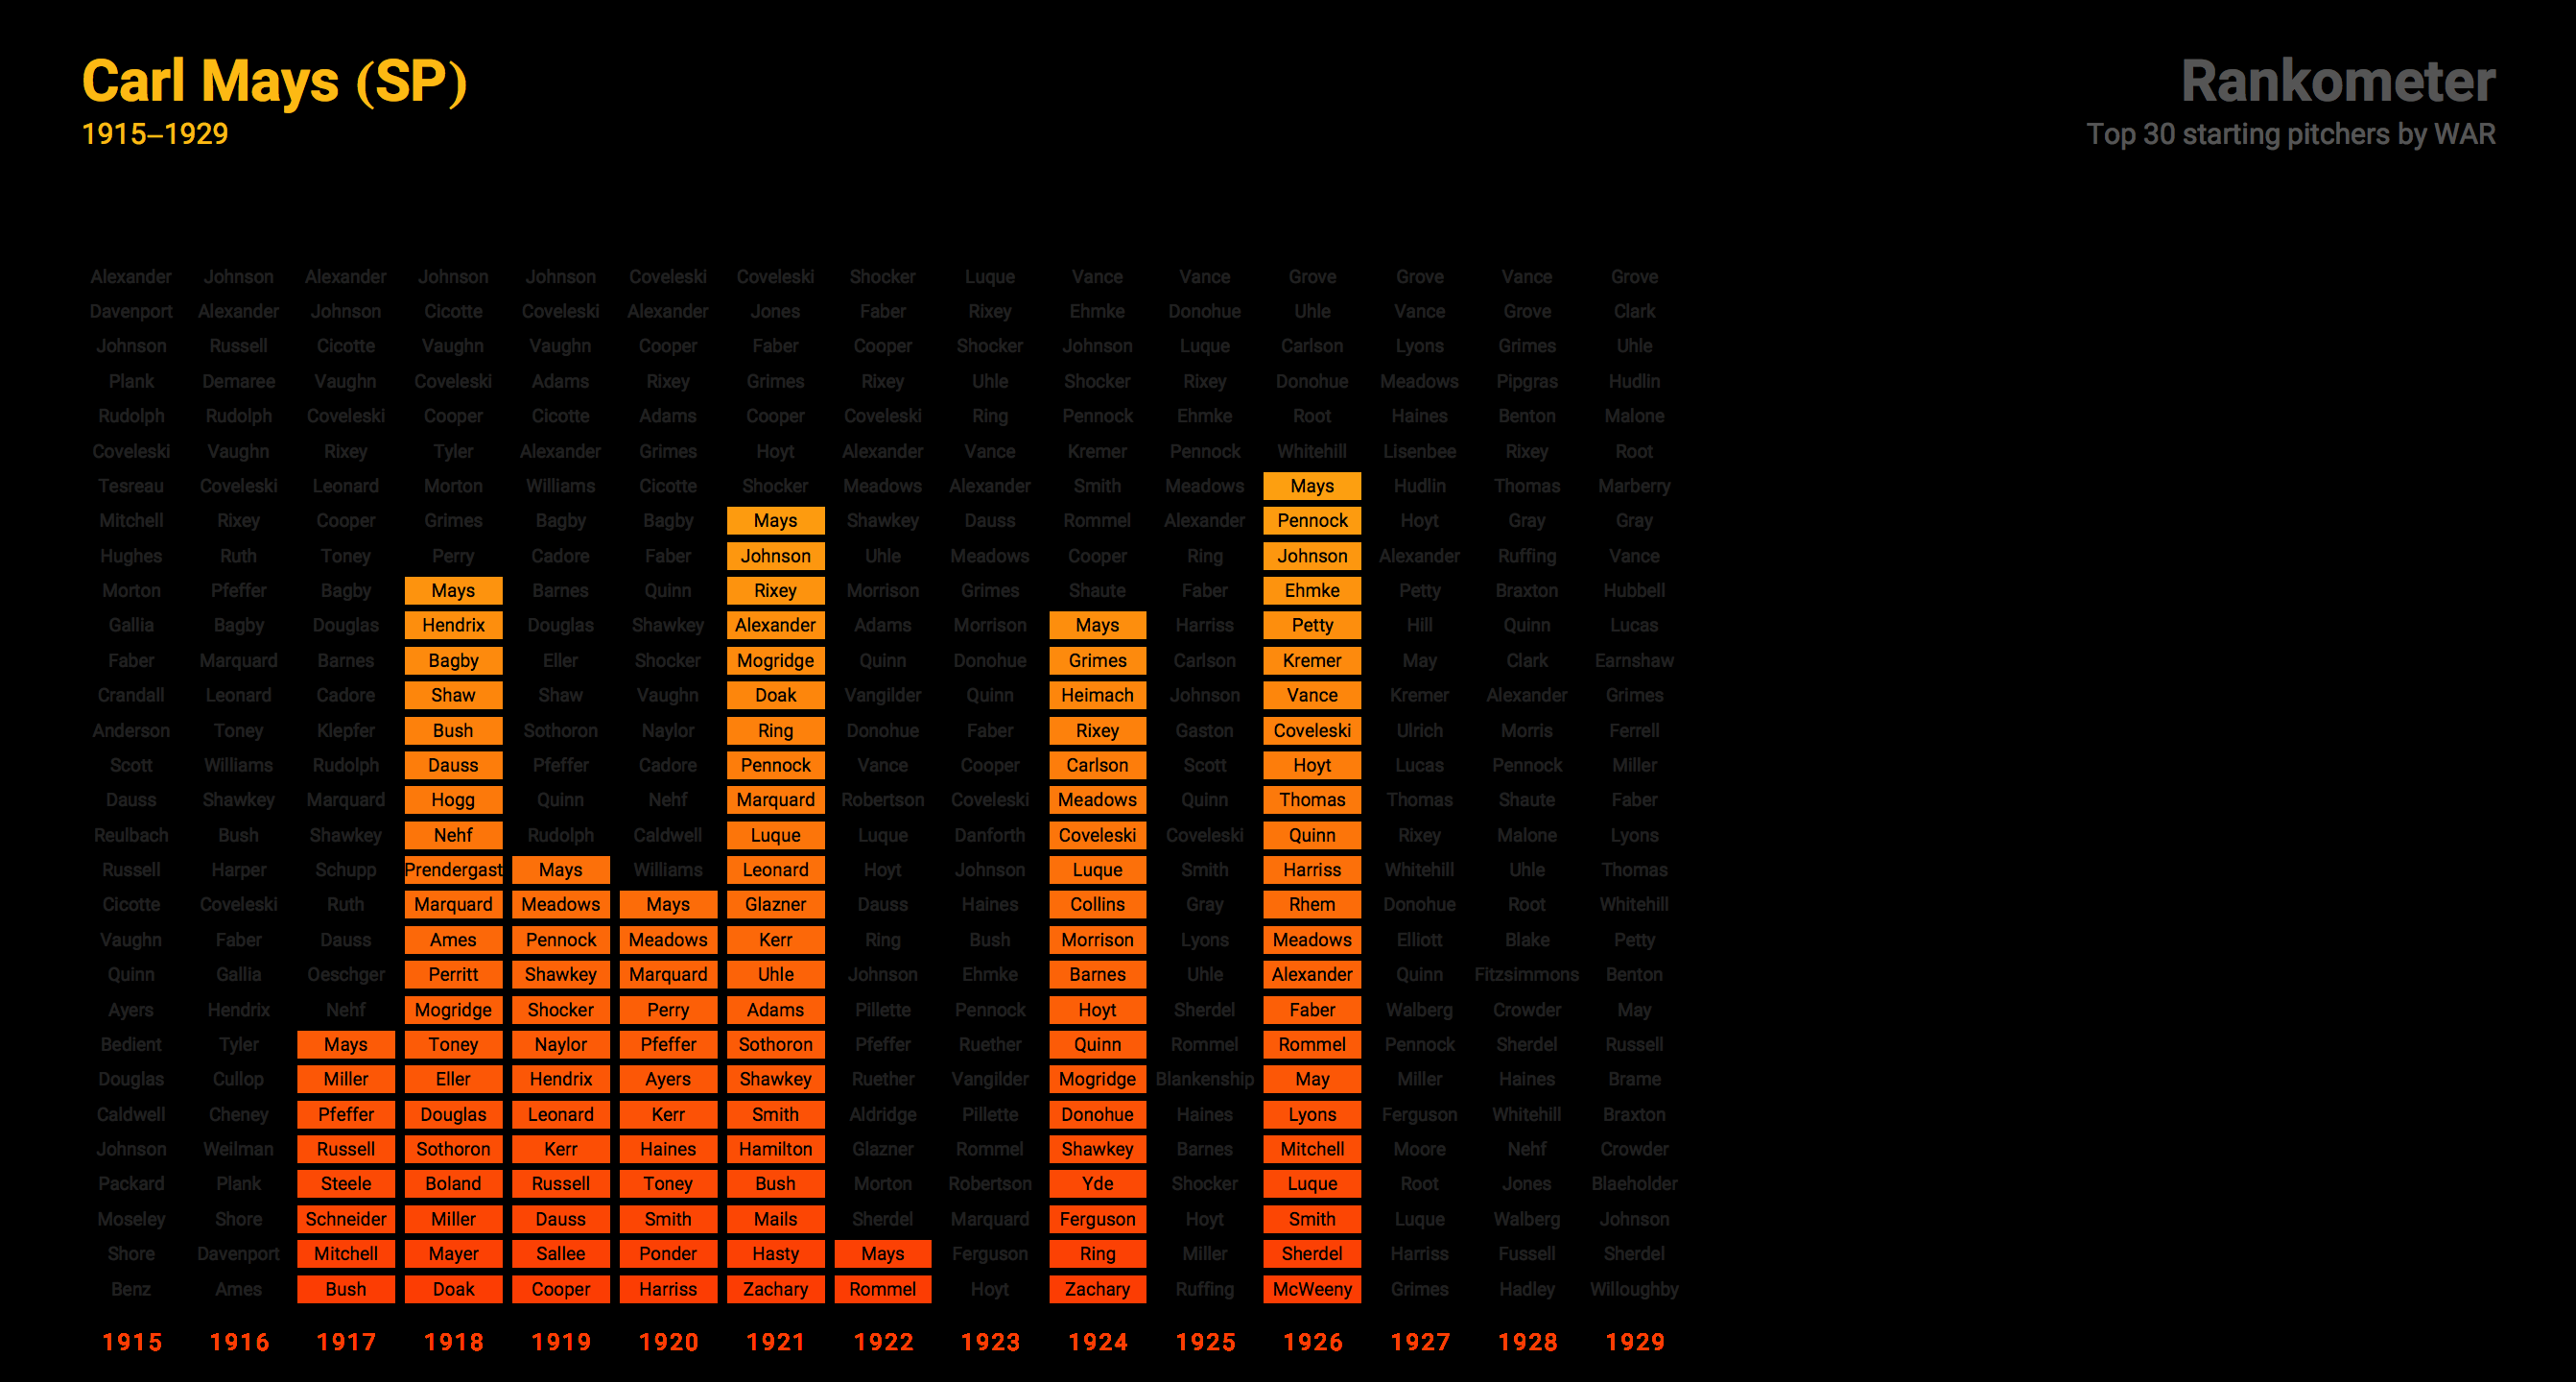 Carl Mays (SP)
1915–1929
Rankometer
Top 30 starting pitchers by WAR
Alexander Johnson Alexander Johnson Johnson Coveleski Coveleski Shocker Luque Vance Vance Grove Grove Vance Grove
Davenport Alexander Johnson Cicotte Coveleski Alexander Jones Faber Rixey Ehmke Donohue Uhle Vance Grove Clark
Johnson Russell Cicotte Vaughn Vaughn Cooper Faber Cooper Shocker Johnson Luque Carlson Lyons Grimes Uhle
Plank Demaree Vaughn Coveleski Adams Rixey Grimes Rixey Uhle Shocker Rixey Donohue Meadows Pipgras Hudlin
Rudolph Rudolph Coveleski Cooper Cicotte Adams Cooper Coveleski Ring Pennock Ehmke Root Haines Benton Malone
Coveleski Vaughn Rixey Tyler Alexander Grimes Hoyt Alexander Vance Kremer Pennock Whitehill Lisenbee Rixey Root
Tesreau Coveleski Leonard Morton Williams Cicotte Shocker Meadows Alexander Smith Meadows Mays Hudlin Thomas Marberry
Mitchell Rixey Cooper Grimes Bagby Bagby Mays Shawkey Dauss Rommel Alexander Pennock Hoyt Gray Gray
Hughes Ruth Toney Perry Cadore Faber Johnson Uhle Meadows Cooper Ring Johnson Alexander Ruffing Vance
Morton Pfeffer Bagby Mays Barnes Quinn Rixey Morrison Grimes Shaute Faber Ehmke Petty Braxton Hubbell
Gallia Bagby Douglas Hendrix Douglas Shawkey Alexander Adams Morrison Mays Harriss Petty Hill Quinn Lucas
Faber Marquard Barnes Bagby Eller Shocker Mogridge Quinn Donohue Grimes Carlson Kremer May Clark Earnshaw
Crandall Leonard Cadore Shaw Shaw Vaughn Doak Vangilder Quinn Heimach Johnson Vance Kremer Alexander Grimes
Anderson Toney Klepfer Bush Sothoron Naylor Ring Donohue Faber Rixey Gaston Coveleski Ulrich Morris Ferrell
Scott Williams Rudolph Dauss Pfeffer Cadore Pennock Vance Cooper Carlson Scott Hoyt Lucas Pennock Miller
Dauss Shawkey Marquard Hogg Quinn Nehf Marquard Robertson Coveleski Meadows Quinn Thomas Thomas Shaute Faber
Reulbach Bush Shawkey Nehf Rudolph Caldwell Luque Luque Danforth Coveleski Coveleski Quinn Rixey Malone Lyons
Russell Harper Schupp Prendergast Mays Williams Leonard Hoyt Johnson Luque Smith Harriss Whitehill Uhle Thomas
Cicotte Coveleski Ruth Marquard Meadows Mays Glazner Dauss Haines Collins Gray Rhem Donohue Root Whitehill
Vaughn Faber Dauss Ames Pennock Meadows Kerr Ring Bush Morrison Lyons Meadows Elliott Blake Petty
Quinn Gallia Oeschger Perritt Shawkey Marquard Uhle Johnson Ehmke Barnes Uhle Alexander Quinn Fitzsimmons Benton
Ayers Hendrix Nehf Mogridge Shocker Perry Adams Pillette Pennock Hoyt Sherdel Faber Walberg Crowder May
Bedient Tyler Mays Toney Naylor Pfeffer Sothoron Pfeffer Ruether Quinn Rommel Rommel Pennock Sherdel Russell
Douglas Cullop Miller Eller Hendrix Ayers Shawkey Ruether Vangilder Mogridge Blankenship May Miller Haines Brame
Caldwell Cheney Pfeffer Douglas Leonard Kerr Smith Aldridge Pillette Donohue Haines Lyons Ferguson Whitehill Braxton
Johnson Weilman Russell Sothoron Kerr Haines Hamilton Glazner Rommel Shawkey Barnes Mitchell Moore Nehf Crowder
Packard Plank Steele Boland Russell Toney Bush Morton Robertson Yde Shocker Luque Root Jones Blaeholder
Moseley Shore Schneider Miller Dauss Smith Mails Sherdel Marquard Ferguson Hoyt Smith Luque Walberg Johnson
Shore Davenport Mitchell Mayer Sallee Ponder Hasty Mays Ferguson Ring Miller Sherdel Harriss Fussell Sherdel
Benz Ames Bush Doak Cooper Harriss Zachary Rommel Hoyt Zachary Ruffing McWeeny Grimes Hadley Willoughby
1915 1916 1917 1918 1919 1920 1921 1922 1923 1924 1925 1926 1927 1928 1929